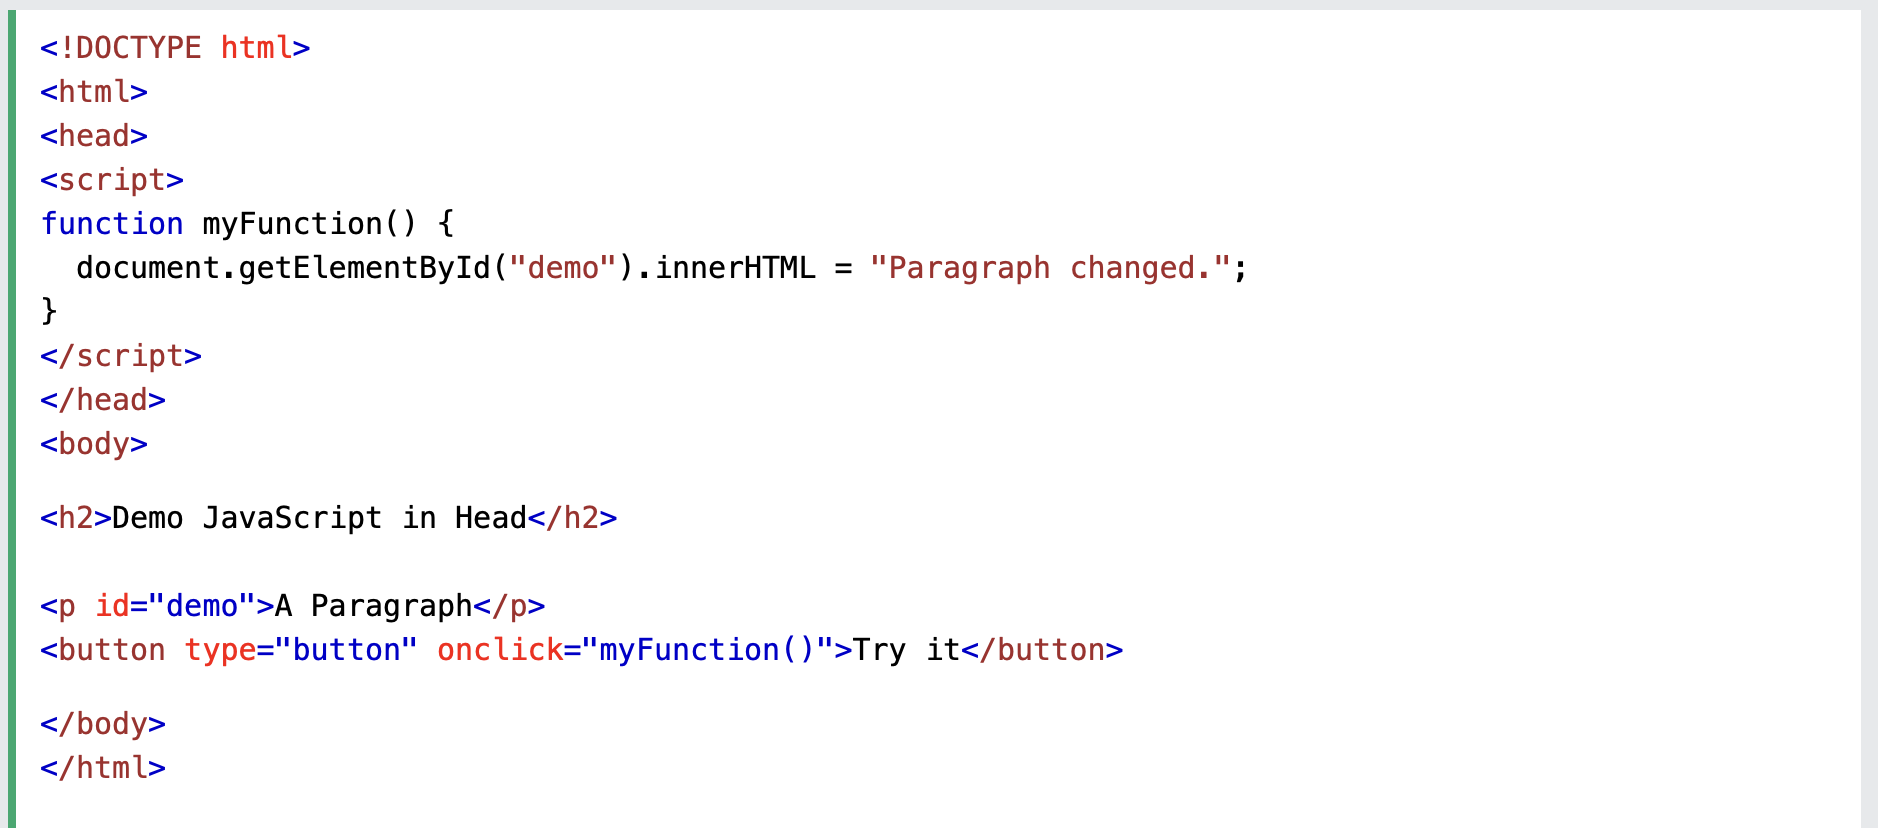 <!DOCTYPE html>
<html>
<head>
<script>
function myFunction() {
  document.getElementById("demo").innerHTML = "Paragraph changed.";
}
</script>
</head>
<body>
<h2>Demo JavaScript in Head</h2>
<p id="demo">A Paragraph</p>
<button type="button" onclick="myFunction()">Try it</button>
</body>
</html>